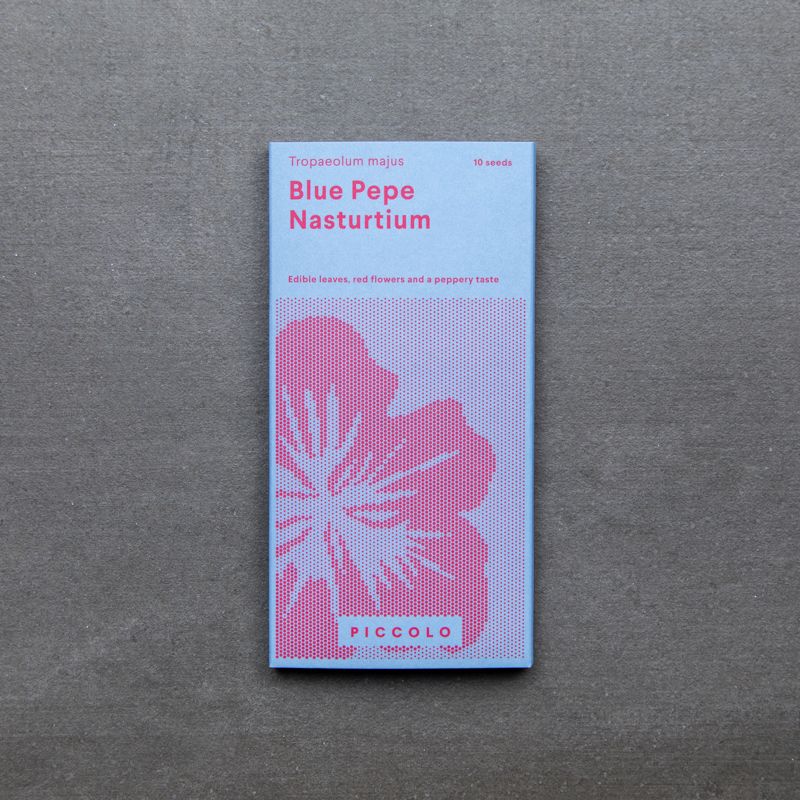 Tropaeolum majus
10 seeds
Blue Pepe
Nasturtium
Edible leaves, red flowers and a peppery taste
PICCOLO